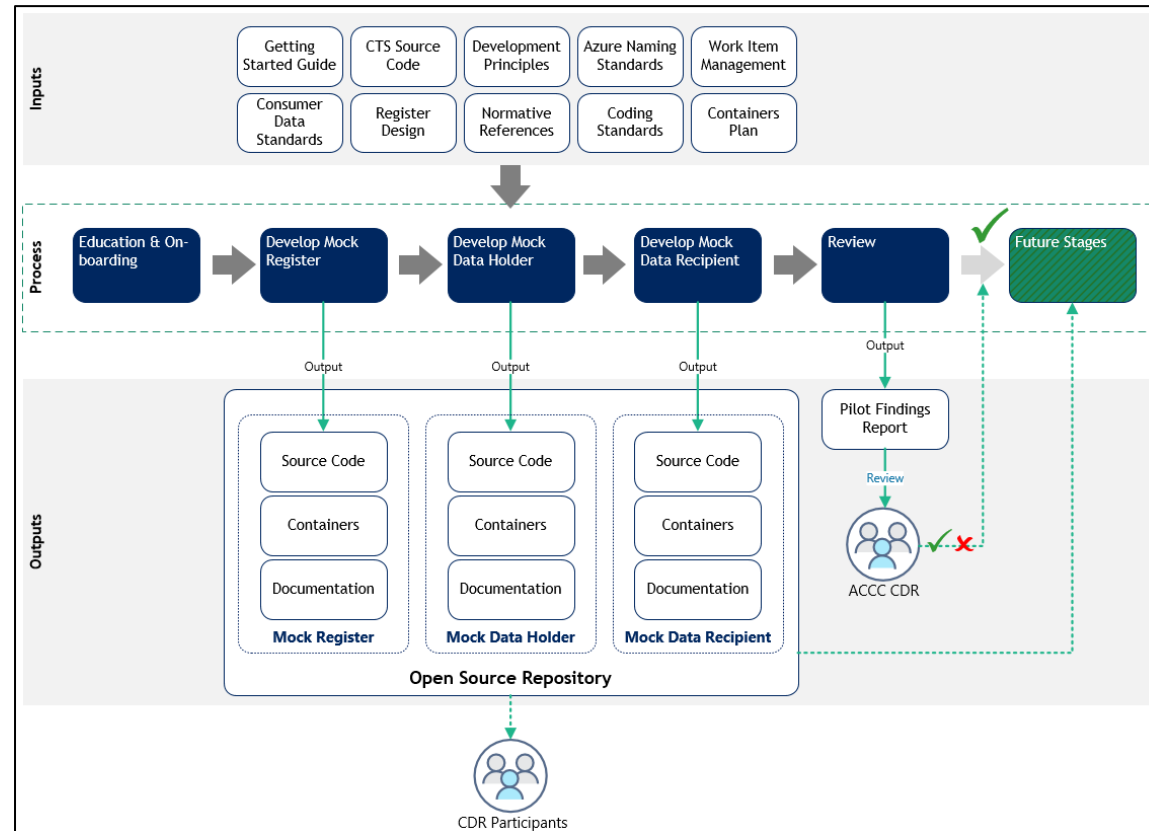 Inputs
Getting
Started Guide
CTS Source
Code
Development
Principles
Azure Naming
Standards
Work Item
Management
Consumer
Data
Standards
Register
Design
Normative
References
Coding
Standards
Containers
Plan
Process
Education & On-
boarding
Develop Mock
Register
Develop Mock
Data Holder
Develop Mock
Data Recipient
Review
Future Stages
Output
Output
Output
Output
Outputs
Source Code
Containers
Documentation
Mock Register
Source Code
Containers
Documentation
Mock Data Holder
Source Code
Containers
Documentation
Mock Data Recipient
Open Source Repository
Pilot Findings
Report
Review
ACCC CDR
CDR Participants